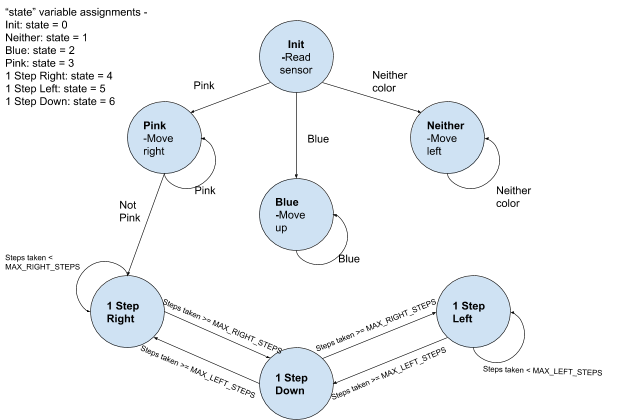 “state” variable assignments -
Init: state = 0
Neither: state = 1
Blue: state = 2
Pink: state = 3
1 Step Right: state = 4
1 Step Left: state = 5
1 Step Down: state = 6
Init
-Read
sensor
Pink
Neither
color
Blue
Pink
-Move
right
Pink
Neither
-Move
left
Neither
color
Not
Pink
Blue
-Move
up
Blue
Steps taken <
MAX_RIGHT_STEPS
1 Step
Right
Steps taken >= MAX_RIGHT_STEPS
Steps taken >= MAX_LEFT_STEPS
1 Step
Down
Steps taken >= MAX_RIGHT_STEPS
Steps taken >= MAX_LEFT_STEPS
1 Step
Left
Steps taken < MAX_LEFT_STEPS